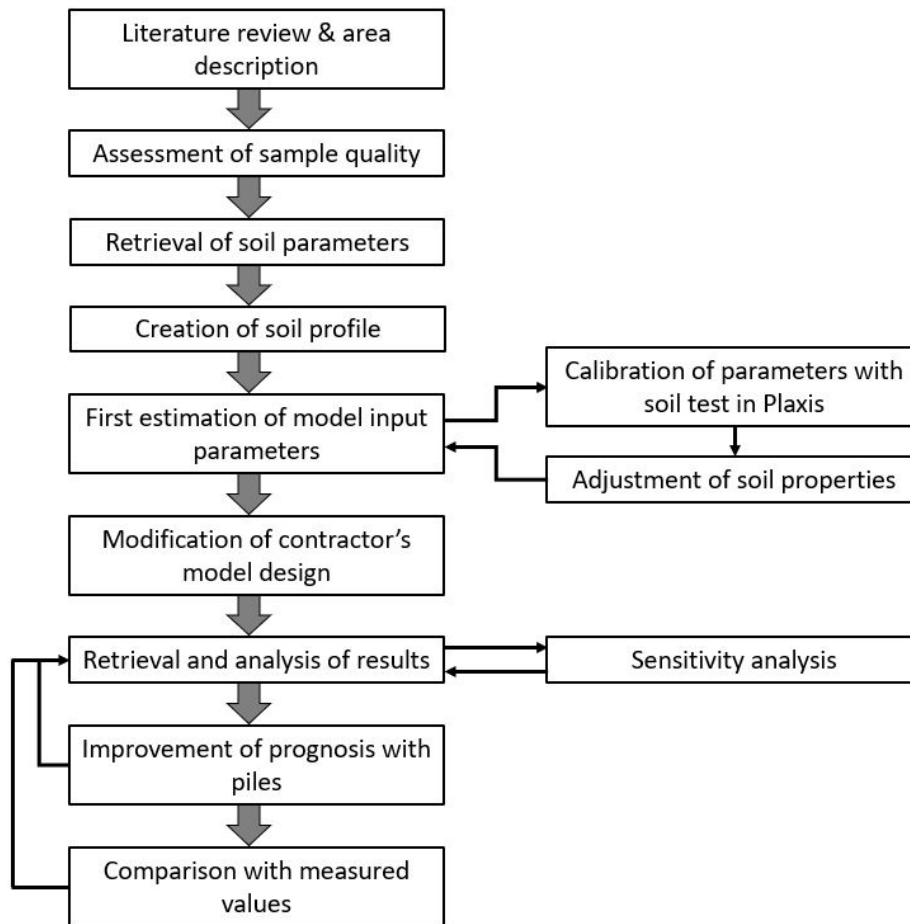 Literature review & area
description
Assessment of sample quality
Retrieval of soil parameters
Creation of soil profile
First estimation of model input
parameters
Calibration of parameters with
soil test in Plaxis
Adjustment of soil properties
Modification of contractor’s
model design
Retrieval and analysis of results
Sensitivity analysis
Improvement of prognosis with
piles
Comparison with measured
values